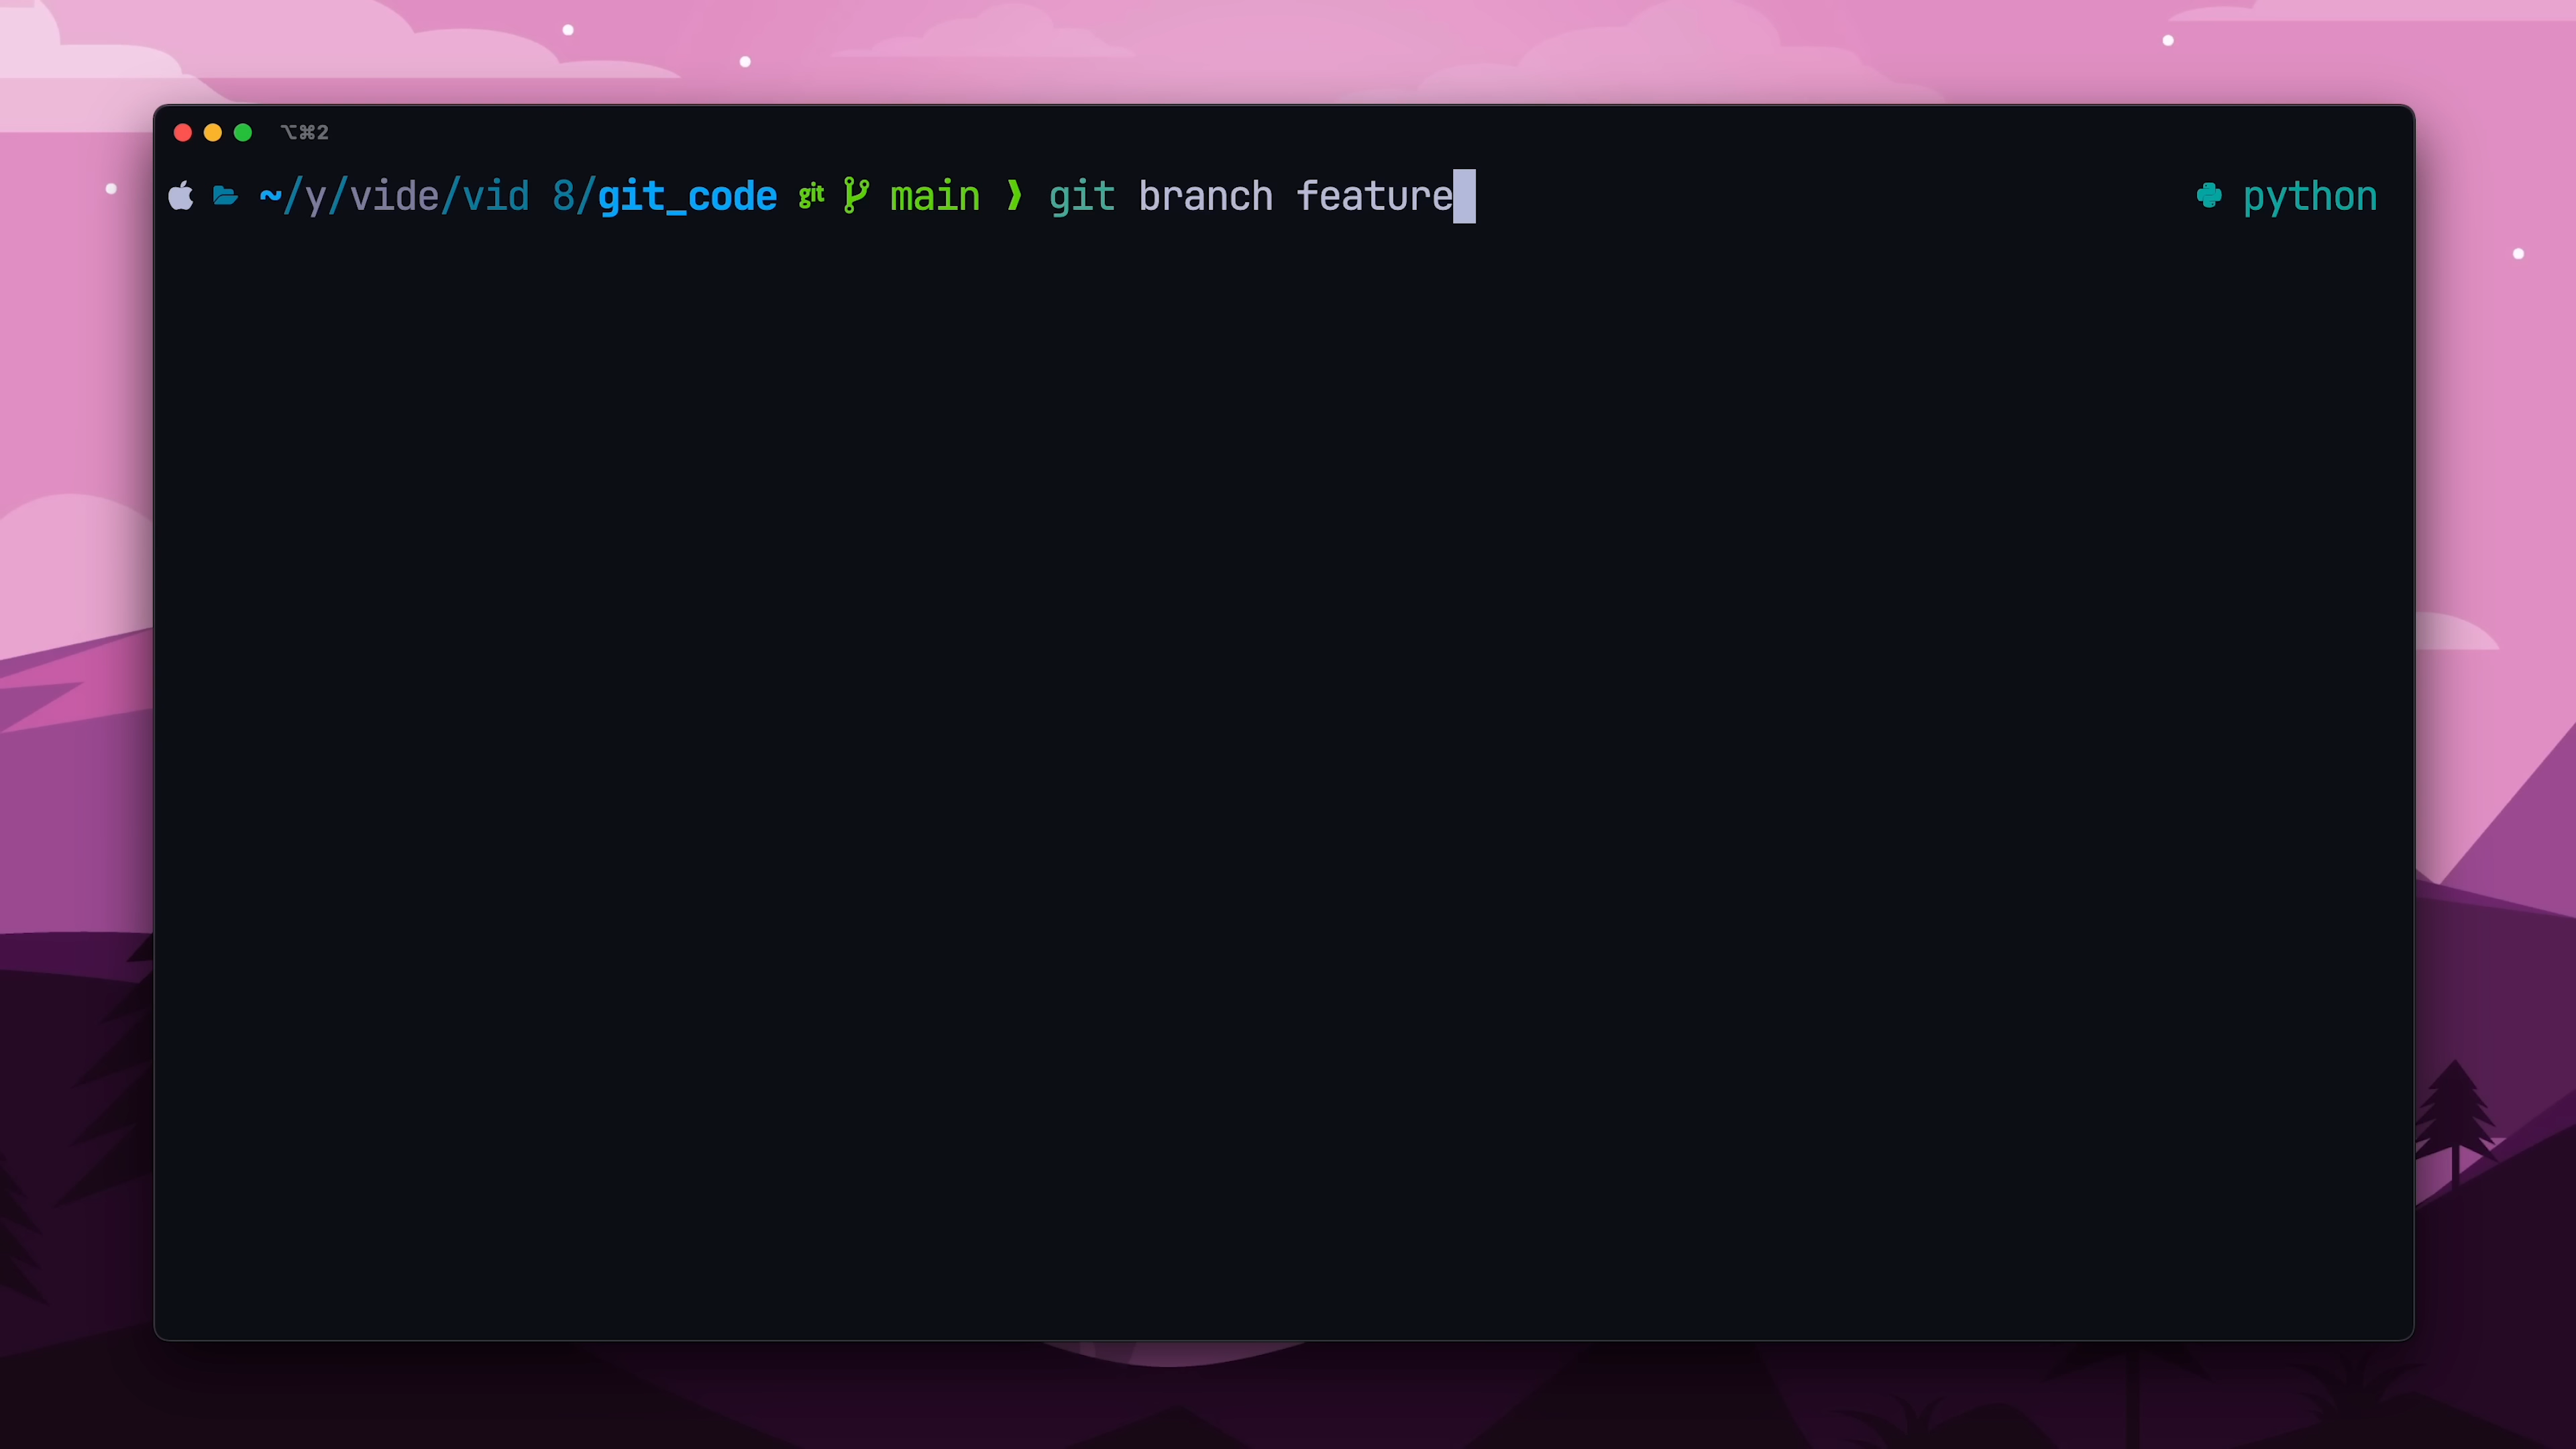 ⌥⌘2
~/y/vide/vid 8/git_code git main ❯ git branch feature python